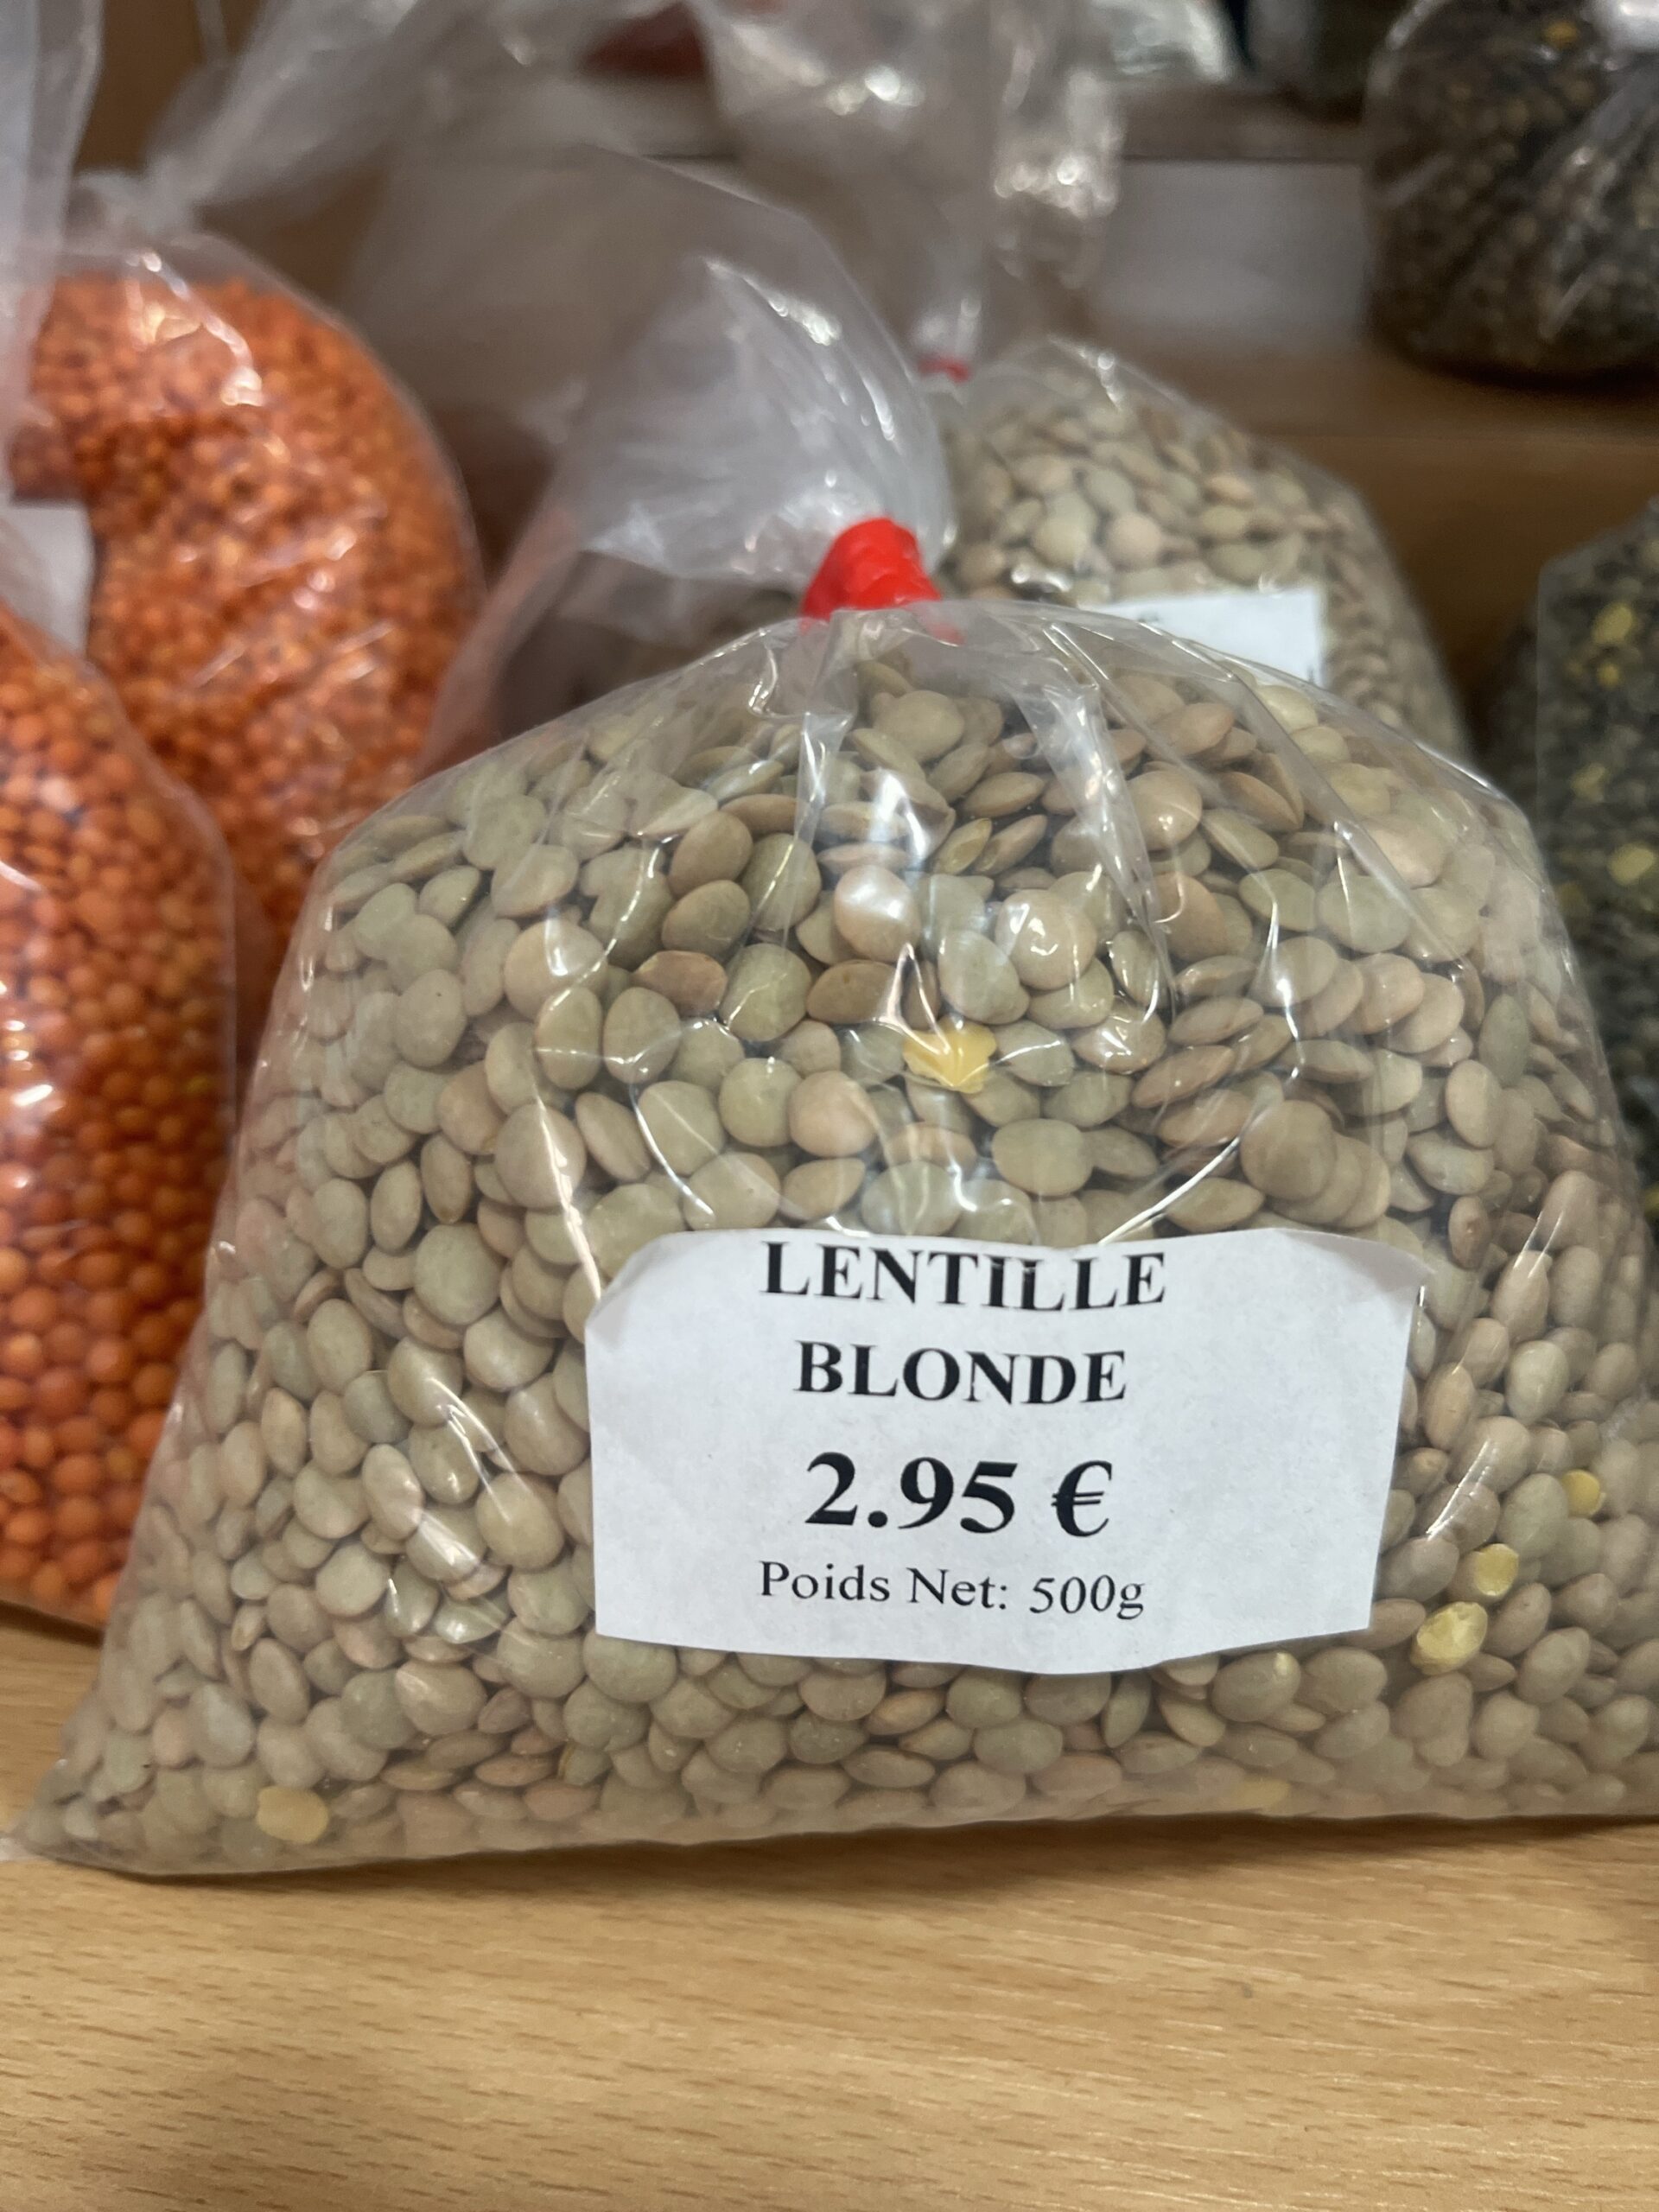 LENTILLE
BLONDE
2.95 €
Poids Net: 500g